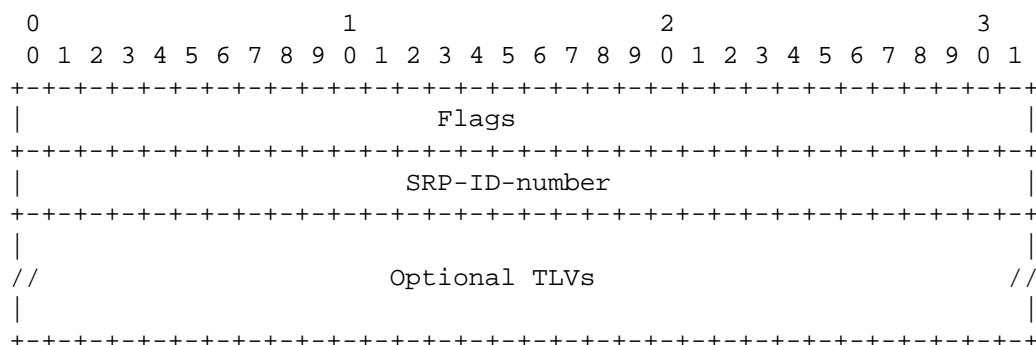 0                   1                   2                   3
 0 1 2 3 4 5 6 7 8 9 0 1 2 3 4 5 6 7 8 9 0 1 2 3 4 5 6 7 8 9 0 1
+-+-+-+-+-+-+-+-+-+-+-+-+-+-+-+-+-+-+-+-+-+-+-+-+-+-+-+-+-+-+-+-+
|                          Flags                                |
+-+-+-+-+-+-+-+-+-+-+-+-+-+-+-+-+-+-+-+-+-+-+-+-+-+-+-+-+-+-+-+-+
|                        SRP-ID-number                          |
+-+-+-+-+-+-+-+-+-+-+-+-+-+-+-+-+-+-+-+-+-+-+-+-+-+-+-+-+-+-+-+-+
|                                                               |
//                      Optional TLVs                          //
|                                                               |
+-+-+-+-+-+-+-+-+-+-+-+-+-+-+-+-+-+-+-+-+-+-+-+-+-+-+-+-+-+-+-+-+